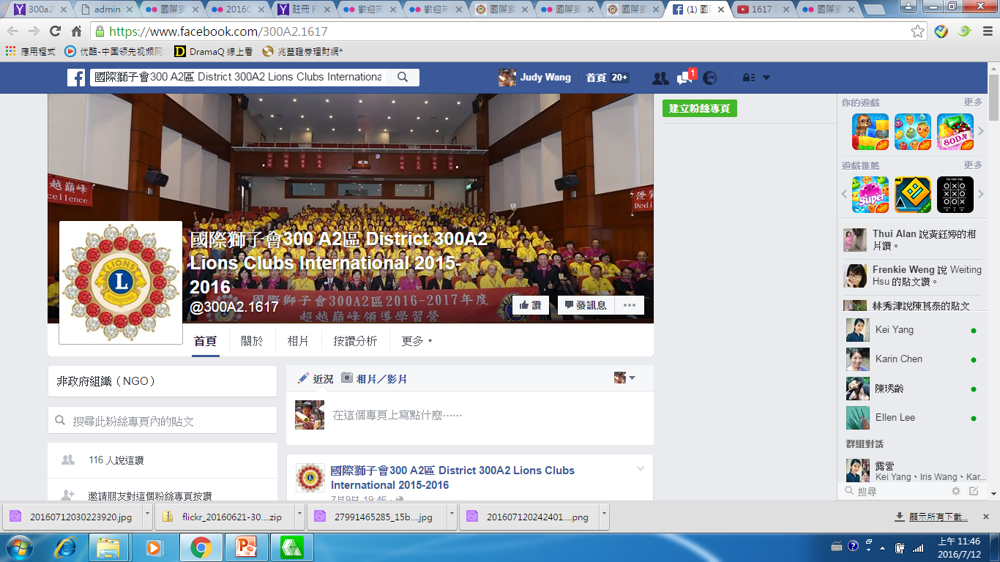 300a2
admin
國際獅
20160
註冊 F
歡迎來
歡迎來
國際獅
國際獅
國際獅
(1) 國
1617
國際獅
https://www.facebook.com/300A2.1617
應用程式
优酷-中国领先视频网
DramaQ 線上看
兆豐證券理財網*
國際獅子會300 A2區 District 300A2 Lions Clubs Internationa
Judy Wang
首頁 20+
1
建立粉絲專頁
越巔峰
cellence
Dedi
國際獅子會300 A2區 District 300A2
Lions Clubs International 2015-
2016
@300A2.1617
國際獅子會300A2區2016-2017年度
超越巔峰領導學習營
LIONS
L
INTERNATIONAL
讚
發訊息
首頁
關於
相片
按讚分析
更多
非政府組織（NGO）
搜尋此粉絲專頁內的貼文
116 人說這讚
邀請朋友對這個粉絲專頁按讚
近況
相片／影片
在這個專頁上寫點什麼……
國際獅子會300 A2區 District 300A2 Lions Clubs
International 2015-2016
7月9日 19:46
你的遊戲
更多
SODA
遊戲推薦
更多
Super
Thui Alan 說黃鈺婷的相
片讚。
Frenkie Weng 說 Weiting
Hsu 的貼文讚。
林秀津說陳萇泰的貼文
Kei Yang
Karin Chen
陳琇齡
Ellen Lee
群組對話
露營
Kei Yang、Iris Wang、Kar...
搜尋
20160712030223920.jpg
flickr_20160621-30....zip
27991465285_15b....jpg
201607120242401....png
顯示所有下載...
上午 11:46
2016/7/12